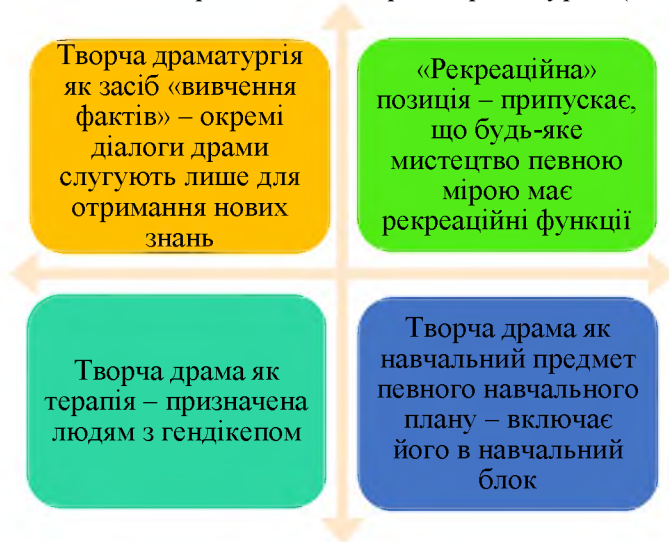 Творча драматургія
як засіб «вивчення
фактів» – окремі
діалоги драми
слугують лише для
отримання нових
знань
«Рекреаційна»
позиція – припускає,
що будь-яке
мистецтво певною
мірою має
рекреаційні функції
Творча драма як
терапія – призначена
людям з гендікепом
Творча драма як
навчальний предмет
певного навчального
плану – включає
його в навчальний
блок